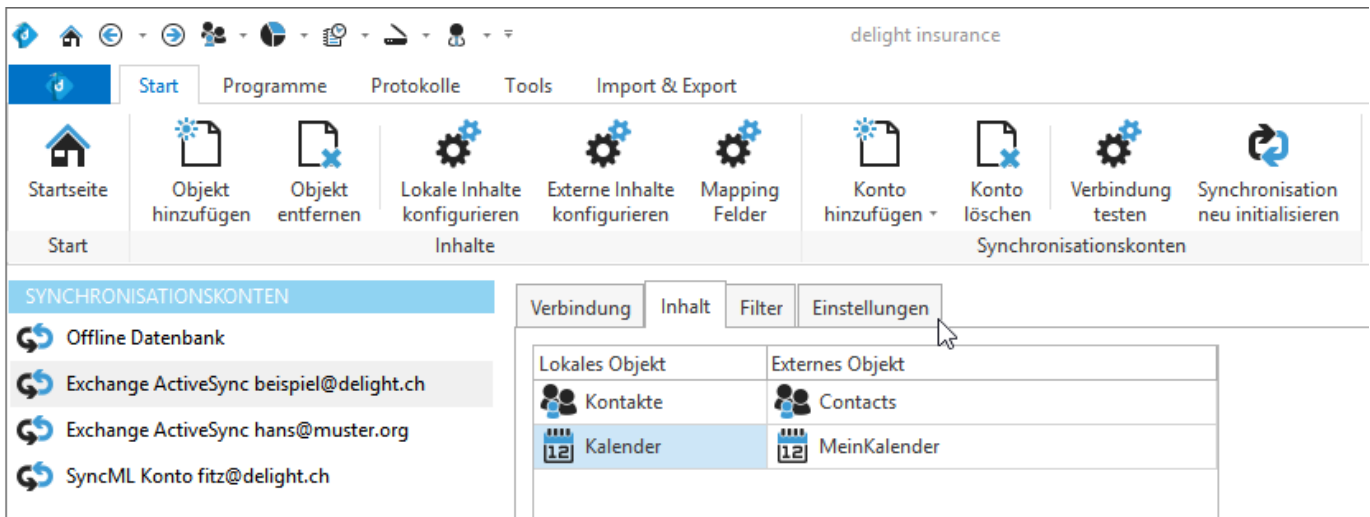 delight insurance
Start Programme Protokolle Tools Import & Export
Startseite
Objekt hinzufügen
Objekt entfernen
Lokale Inhalte konfigurieren
Externe Inhalte konfigurieren
Mapping Felder
Konto hinzufügen
Konto löschen
Verbindung testen
Synchronisation neu initialisieren
Start Inhalte Synchronisationskonten
SYNCHRONISATIONSKONTEN
Offline Datenbank
Exchange ActiveSync beispiel@delight.ch
Exchange ActiveSync hans@muster.org
SyncML Konto fitz@delight.ch
Verbindung Inhalt Filter Einstellungen
Lokales Objekt Externes Objekt
Kontakte Contacts
12 Kalender 12 MeinKalender